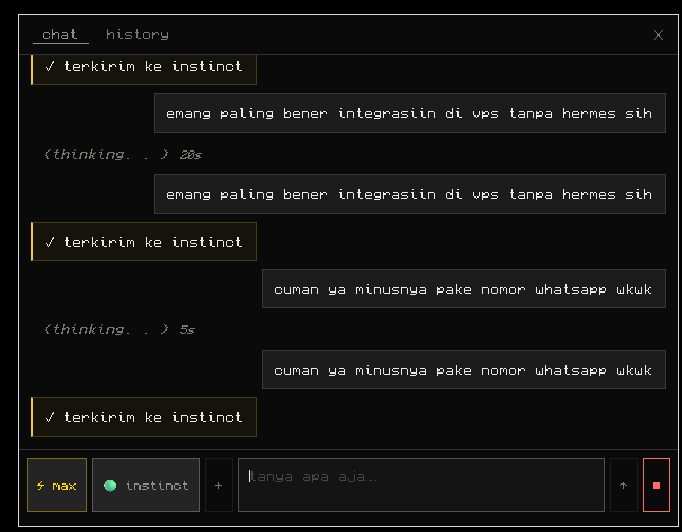 chat history X
✓ terkirim ke instinct
emang paling bener integrasiin di vps tanpa hermes sih
(thinking. . ) 20s
emang paling bener integrasiin di vps tanpa hermes sih
✓ terkirim ke instinct
cuman ya minusnya pake nomor whatsapp wkwk
(thinking. . ) 5s
cuman ya minusnya pake nomor whatsapp wkwk
✓ terkirim ke instinct
⚡ max instinct + tanya apa aja... ↑